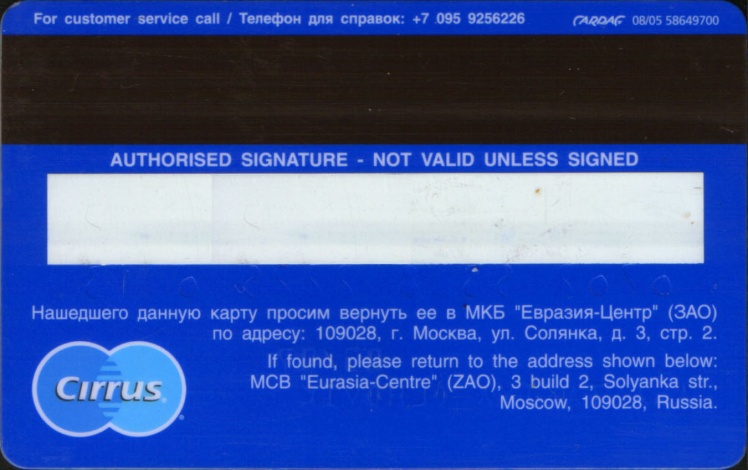 For customer service call / Телефон для справок: +7 095 9256226
CARDAG 08/05 58649700
AUTHORISED SIGNATURE - NOT VALID UNLESS SIGNED
Нашедшего данную карту просим вернуть ее в МКБ "Евразия-Центр" (ЗАО)
по адресу: 109028, г. Москва, ул. Солянка, д. 3, стр. 2.
If found, please return to the address shown below:
MCB "Eurasia-Centre" (ZAO), 3 build 2, Solyanka str.,
Moscow, 109028, Russia.
Cirrus®